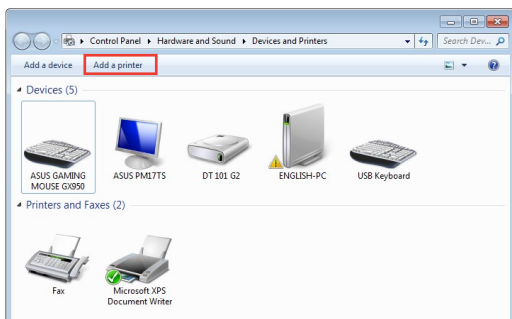 Control Panel ▸ Hardware and Sound ▸ Devices and Printers
Search Dev...
Add a device
Add a printer
Devices (5)
ASUS GAMING
MOUSE GX950
ASUS PM17TS
DT 101 G2
ENGLISH-PC
USB Keyboard
Printers and Faxes (2)
Fax
Microsoft XPS
Document Writer